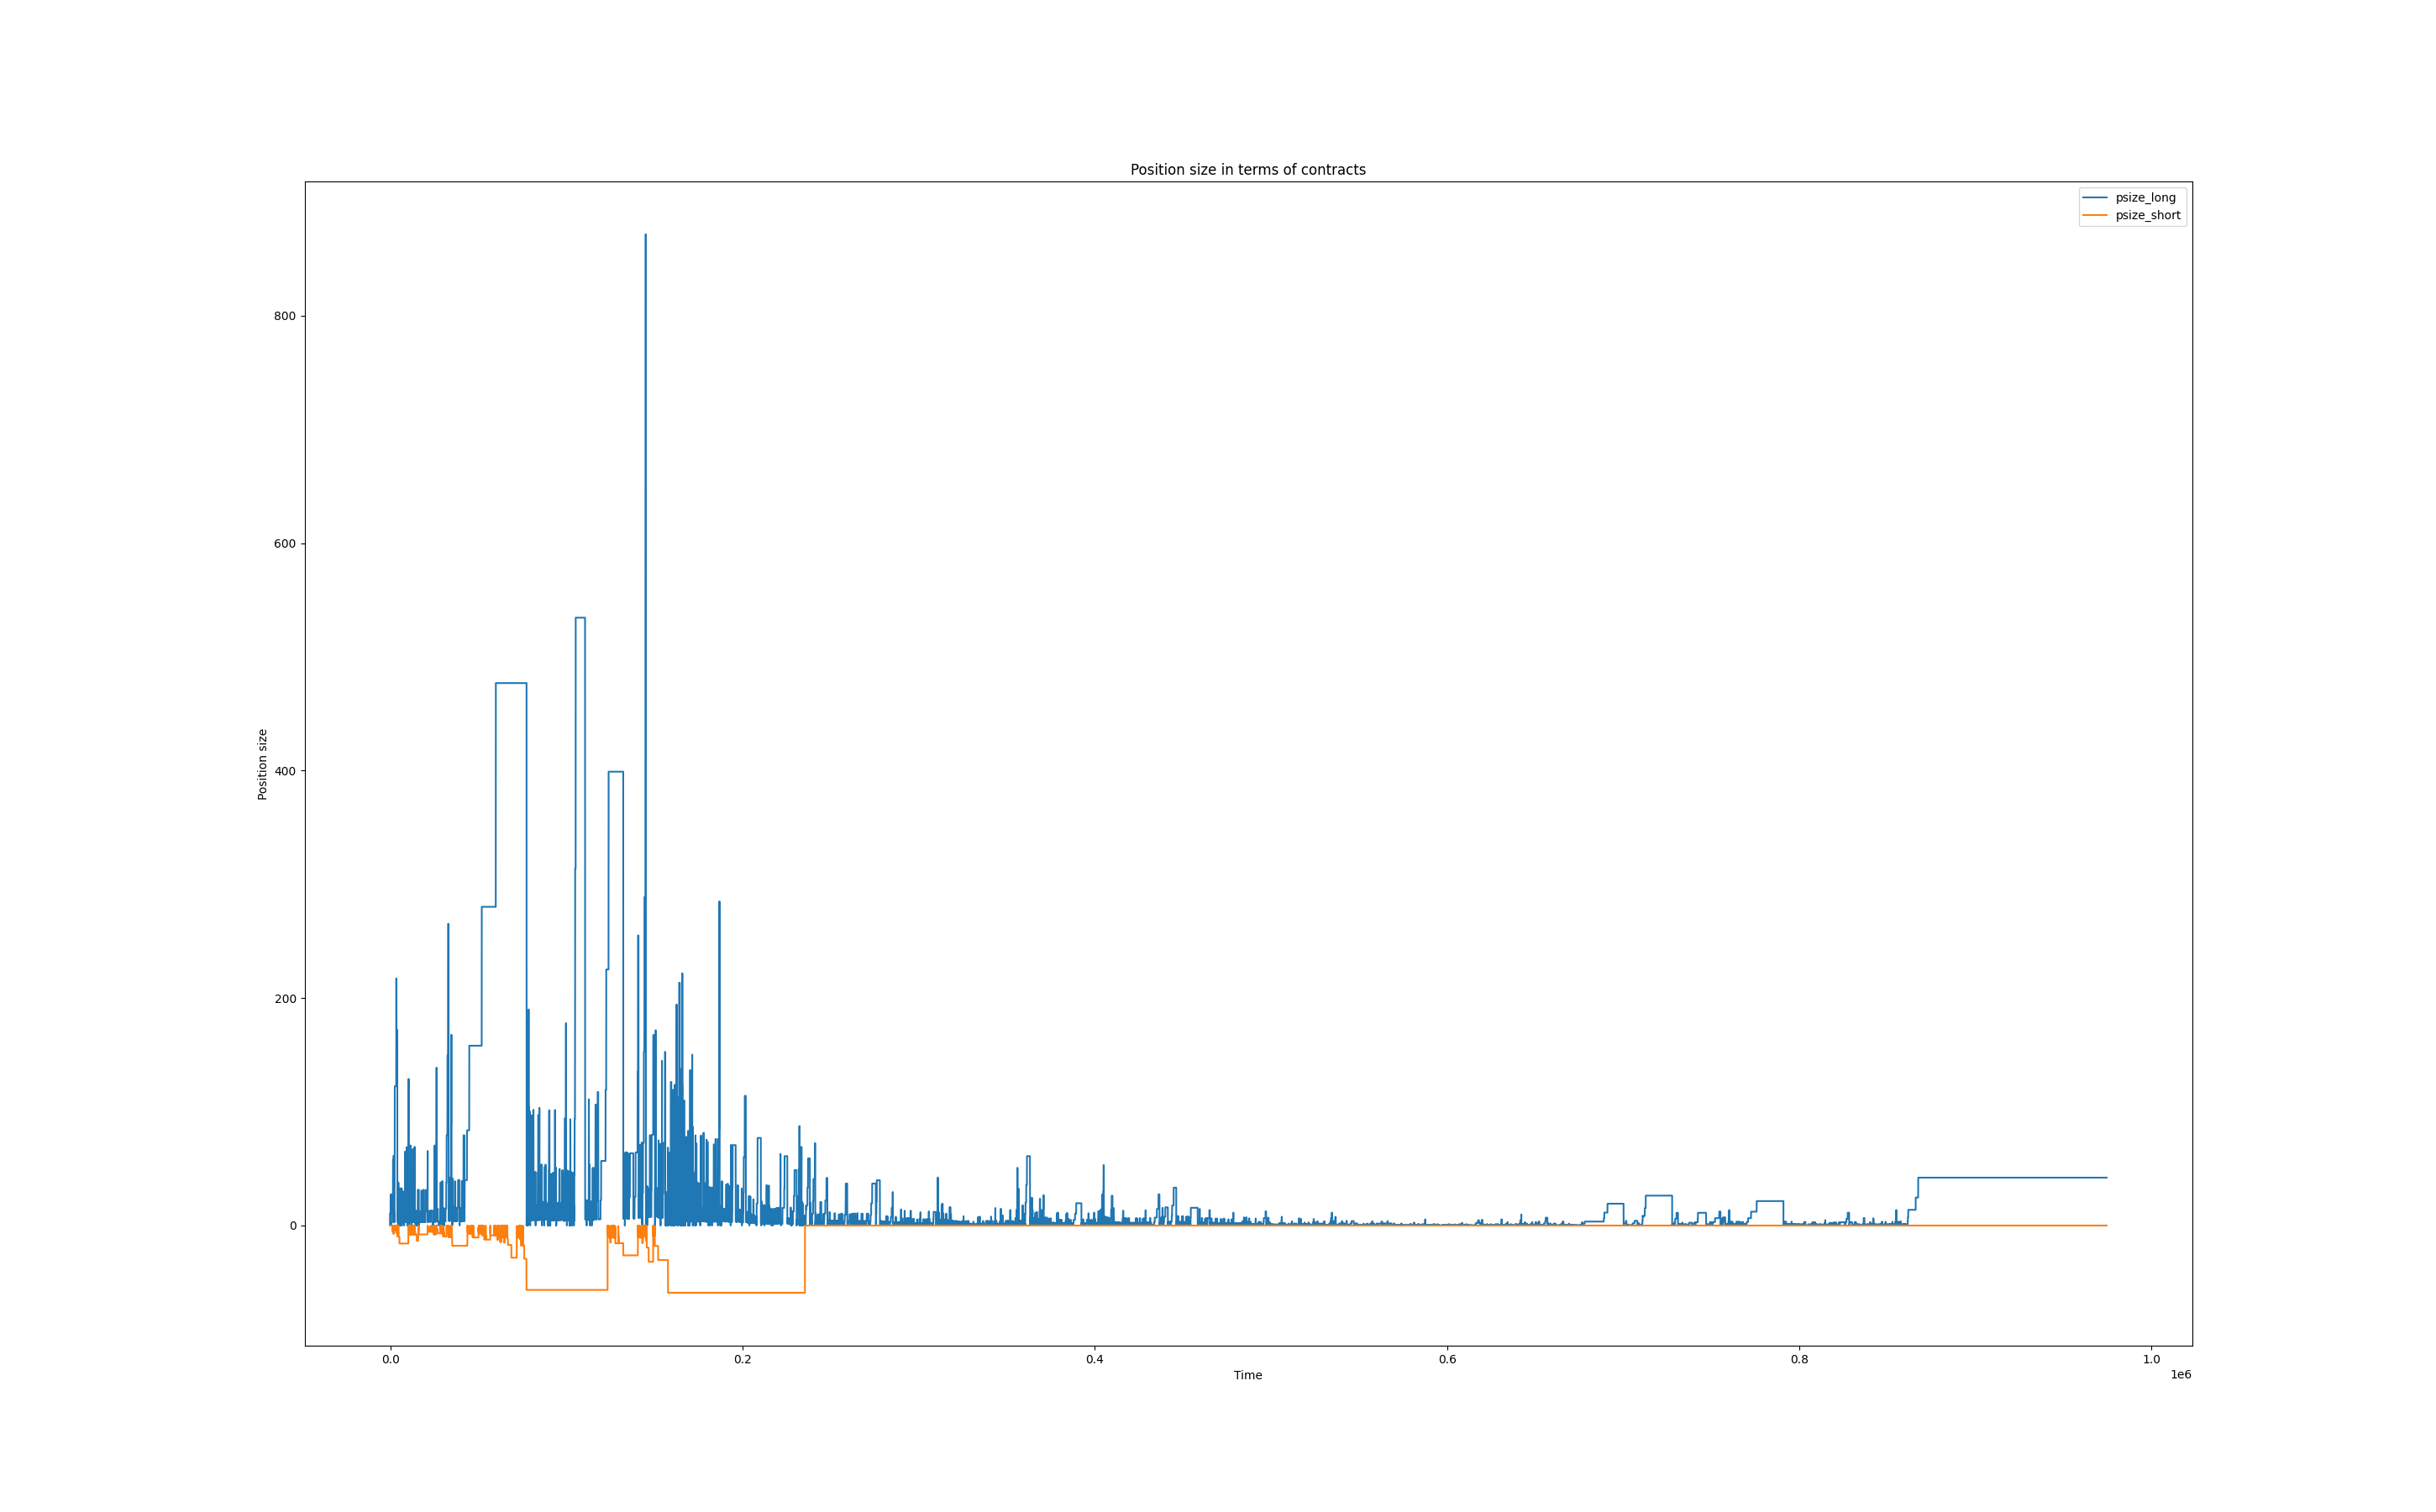 Position size in terms of contracts
psize_long
psize_short
800
600
400
200
0
Position size
0.0
0.2
0.4
0.6
0.8
1.0
Time
1e6